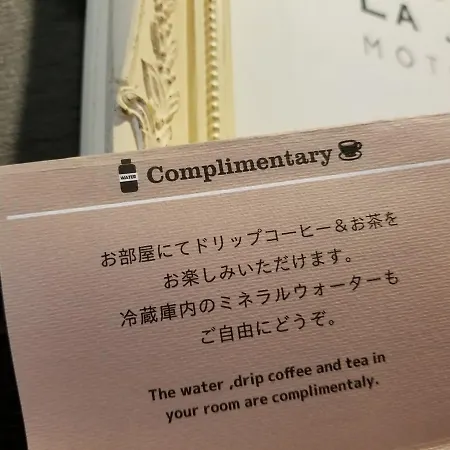 LA
MOT
WATER
Complimentary
お部屋にてドリップコーヒー&お茶を
お楽しみいただけます。
冷蔵庫内のミネラルウォーターも
ご自由にどうぞ。
The water ,drip coffee and tea in
your room are complimentaly.